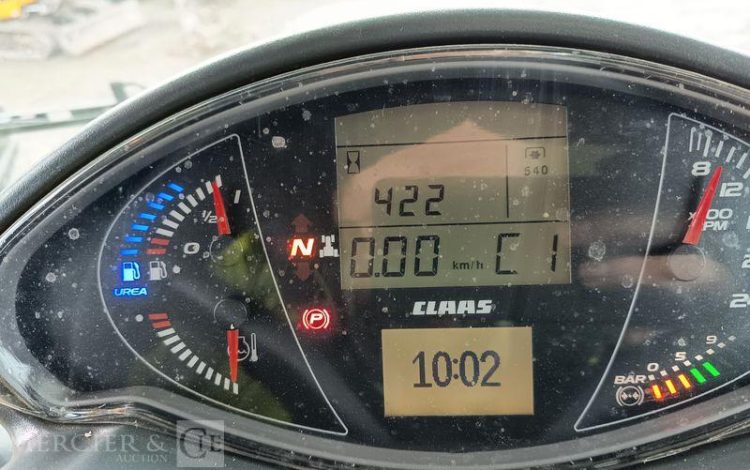 540
422
N
0.00 km/h C1
CLAAS
10:02
0 1/2 1
UREA
P
8 12
x100
RPM
0 5 9
BAR
MERCIER & CIE
AUCTION